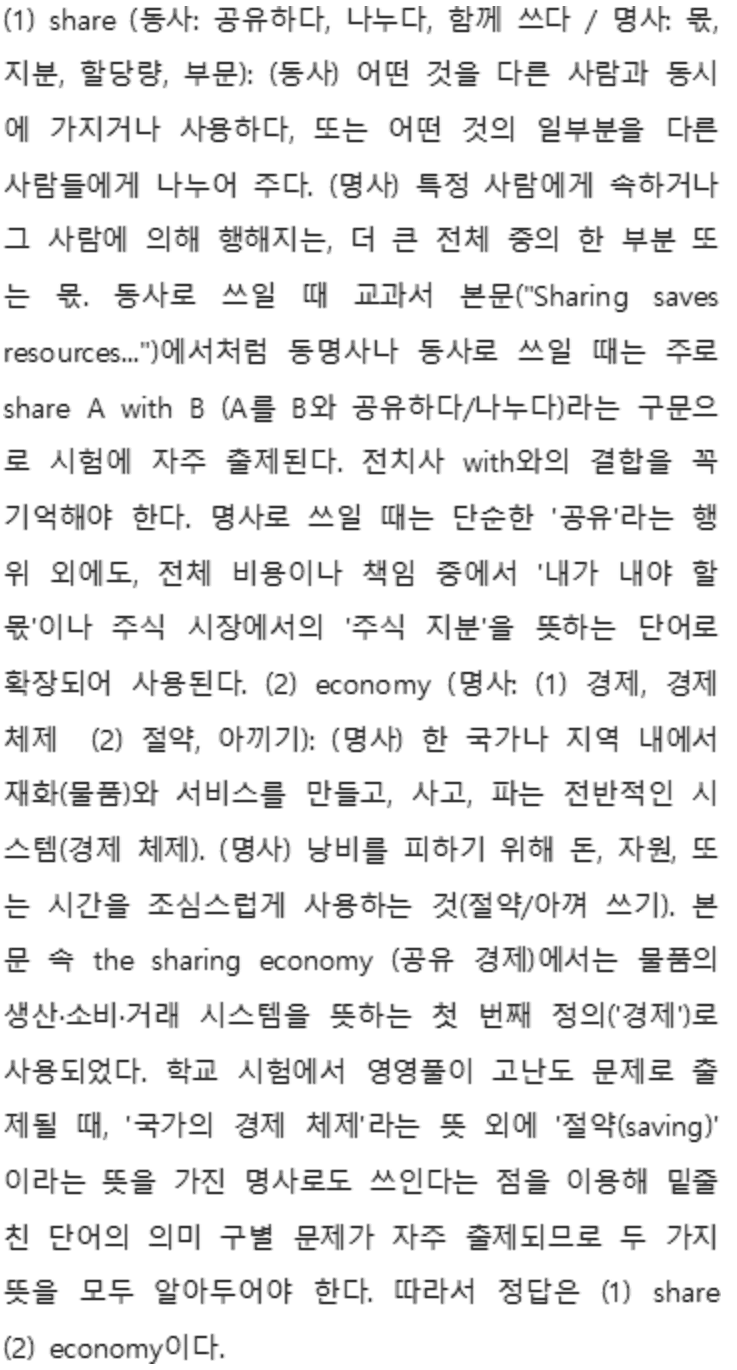 (1) share (동사: 공유하다, 나누다, 함께 쓰다 / 명사: 몫,
지분, 할당량, 부문): (동사) 어떤 것을 다른 사람과 동시
에 가지거나 사용하다, 또는 어떤 것의 일부분을 다른
사람들에게 나누어 주다. (명사) 특정 사람에게 속하거나
그 사람에 의해 행해지는, 더 큰 전체 중의 한 부분 또
는 몫. 동사로 쓰일 때 교과서 본문("Sharing saves
resources...")에서처럼 동명사나 동사로 쓰일 때는 주로
share A with B (A를 B와 공유하다/나누다)라는 구문으
로 시험에 자주 출제된다. 전치사 with와의 결합을 꼭
기억해야 한다. 명사로 쓰일 때는 단순한 '공유'라는 행
위 외에도, 전체 비용이나 책임 중에서 '내가 내야 할
몫'이나 주식 시장에서의 '주식 지분'을 뜻하는 단어로
확장되어 사용된다. (2) economy (명사: (1) 경제, 경제
체제  (2) 절약, 아끼기): (명사) 한 국가나 지역 내에서
재화(물품)와 서비스를 만들고, 사고, 파는 전반적인 시
스템(경제 체제). (명사) 낭비를 피하기 위해 돈, 자원, 또
는 시간을 조심스럽게 사용하는 것(절약/아껴 쓰기). 본
문 속 the sharing economy (공유 경제)에서는 물품의
생산·소비·거래 시스템을 뜻하는 첫 번째 정의('경제')로
사용되었다. 학교 시험에서 영영풀이 고난도 문제로 출
제될 때, '국가의 경제 체제'라는 뜻 외에 '절약(saving)'
이라는 뜻을 가진 명사로도 쓰인다는 점을 이용해 밑줄
친 단어의 의미 구별 문제가 자주 출제되므로 두 가지
뜻을 모두 알아두어야 한다. 따라서 정답은 (1) share
(2) economy이다.